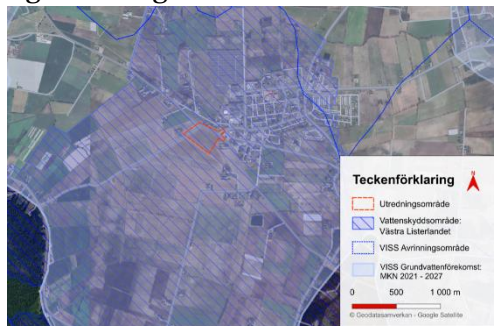 Teckenförklaring
N
Utredningsområde
Vattenskyddsområde:
Västra Listerlandet
VISS Avrinningsområde
VISS Grundvattenförekomst:
MKN 2021 - 2027
0 500 1 000 m
© Geodatasamverkan - Google Satellite